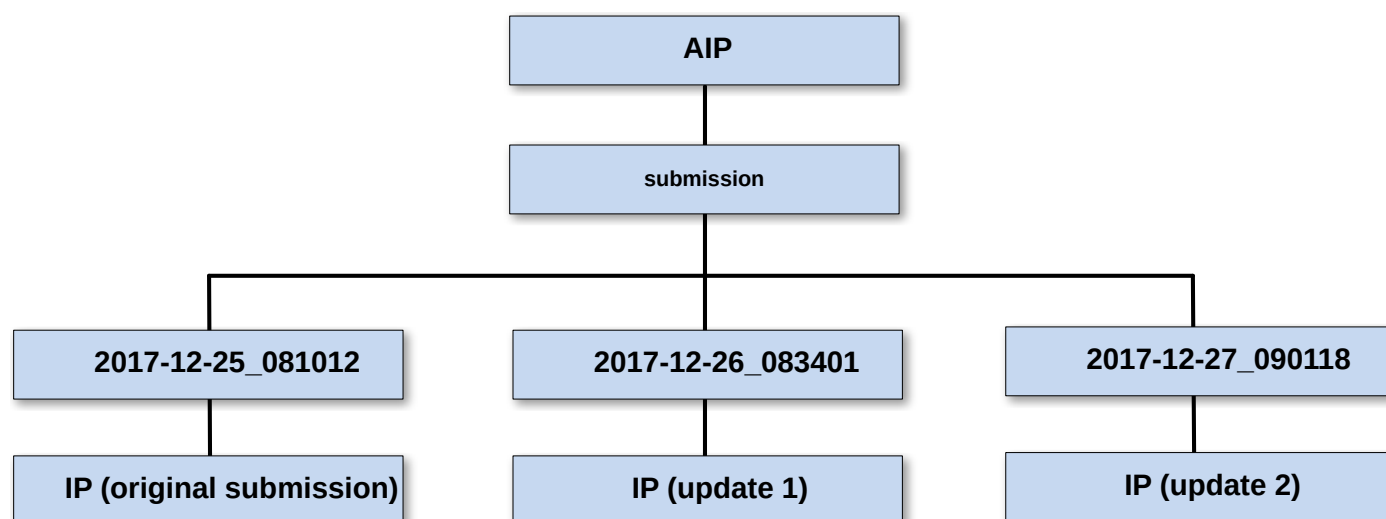 AIP
submission
2017-12-25_081012
2017-12-26_083401
2017-12-27_090118
IP (original submission)
IP (update 1)
IP (update 2)